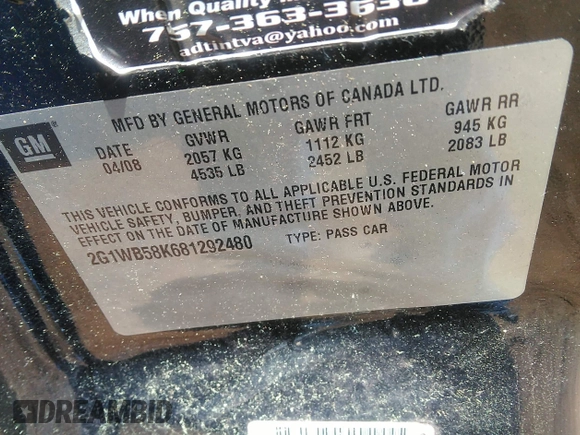 When Quality
757-363-3630
adtintva@yahoo.com
MFD BY GENERAL MOTORS OF CANADA LTD.
GM
DATE GVWR GAWR FRT GAWR RR
04/08 2057 KG 1112 KG 945 KG
4535 LB 2452 LB 2083 LB
THIS VEHICLE CONFORMS TO ALL APPLICABLE U.S. FEDERAL MOTOR
VEHICLE SAFETY, BUMPER, AND THEFT PREVENTION STANDARDS IN
EFFECT ON THE DATE OF MANUFACTURE SHOWN ABOVE.
2G1WB58K681292480 TYPE: PASS CAR
DREAMBID